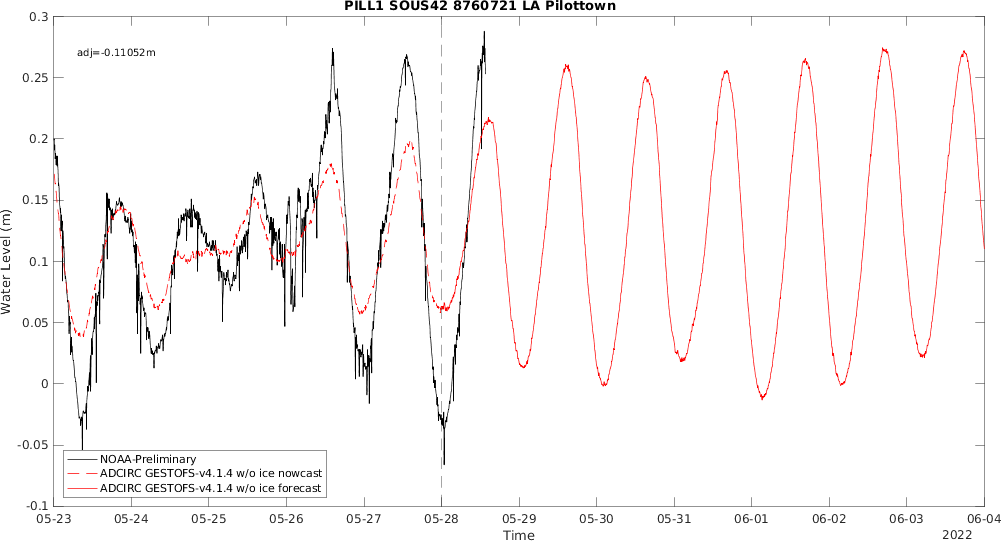 PILL1 SOUS42 8760721 LA Pilottown
adj=-0.11052m
Water Level (m)
0.3
0.25
0.2
0.15
0.1
0.05
0
-0.05
-0.1
NOAA-Preliminary
ADCIRC GESTOFS-v4.1.4 w/o ice nowcast
ADCIRC GESTOFS-v4.1.4 w/o ice forecast
05-23 05-24 05-25 05-26 05-27 05-28 05-29 05-30 05-31 06-01 06-02 06-03 06-04
Time
2022